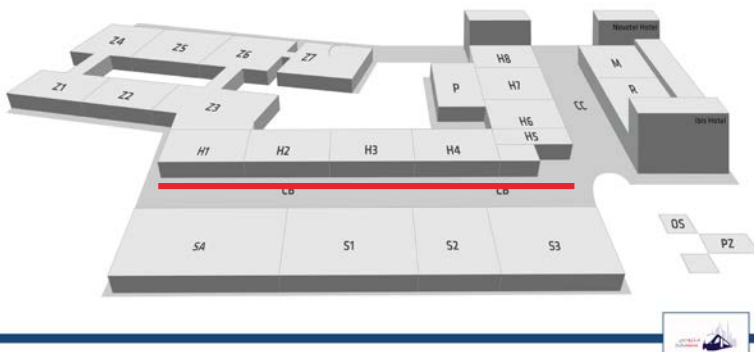 Novotel Hotel
Z4
Z5
Z6
Z7
H8
M
Z1
Z2
Z3
P
H7
R
CC
H6
Ibis Hotel
H5
H1
H2
H3
H4
CB
CB
OS
SA
S1
S2
S3
PZ